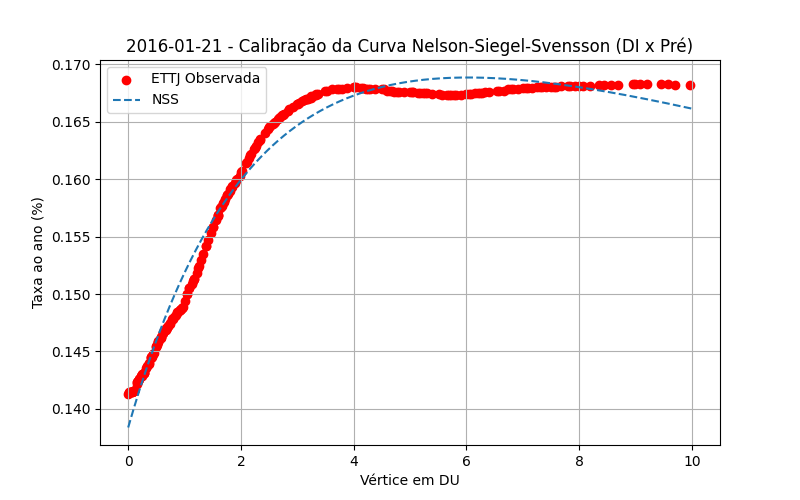 2016-01-21 - Calibração da Curva Nelson-Siegel-Svensson (DI x Pré)
ETTJ Observada
NSS
Taxa ao ano (%)
0.170
0.165
0.160
0.155
0.150
0.145
0.140
0 2 4 6 8 10
Vértice em DU